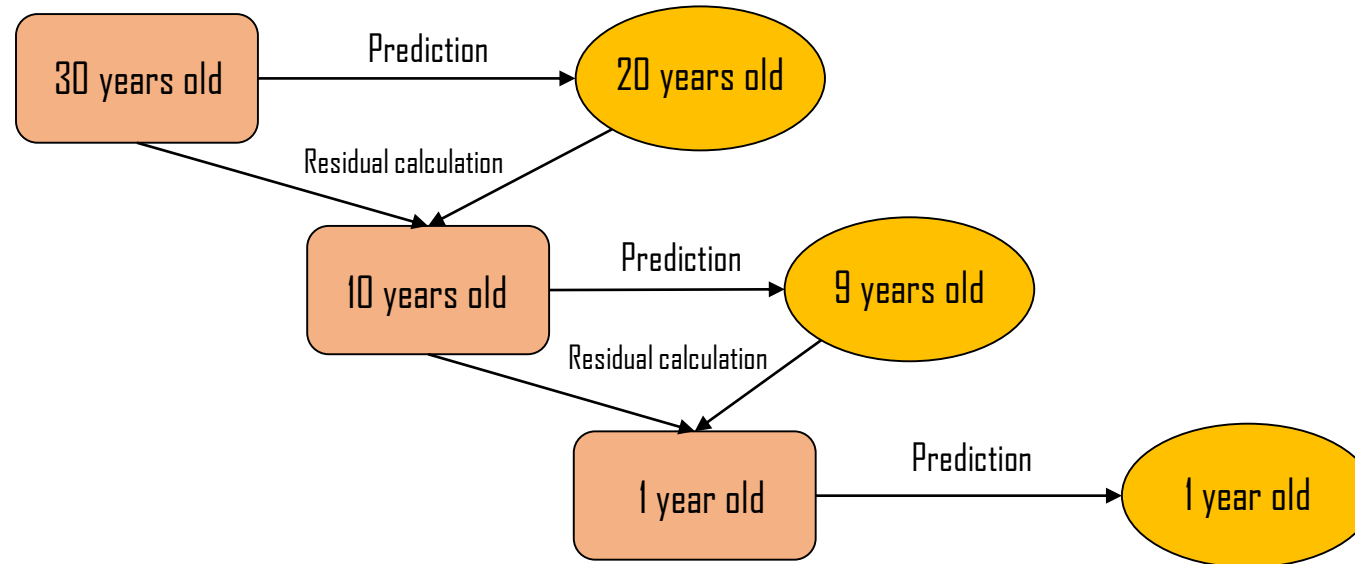 30 years old
Prediction
20 years old
Residual calculation
10 years old
Prediction
9 years old
Residual calculation
1 year old
Prediction
1 year old